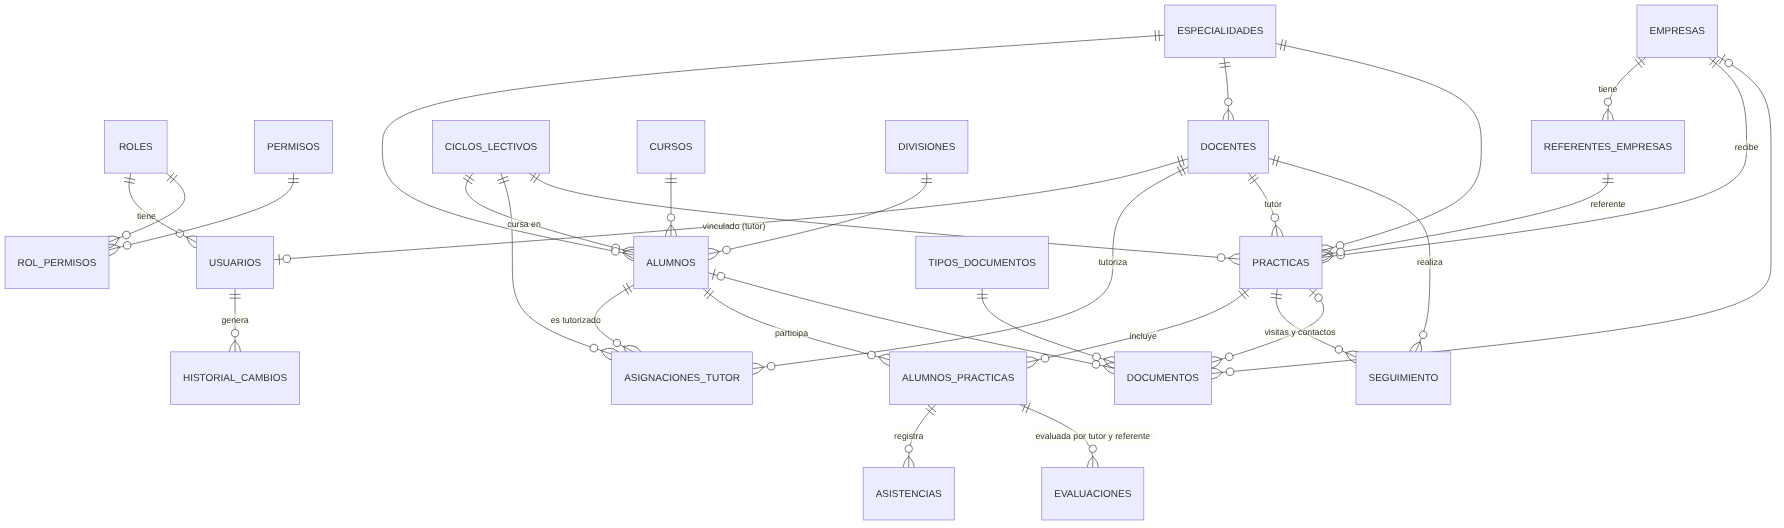 ESPECIALIDADES
EMPRESAS
tiene
ROLES
PERMISOS
CICLOS_LECTIVOS
CURSOS
DIVISIONES
DOCENTES
REFERENTES_EMPRESAS
recibe
tiene
cursa en
vinculado (tutor)
tutor
referente
ROL_PERMISOS
USUARIOS
ALUMNOS
TIPOS_DOCUMENTOS
tutoriza
PRACTICAS
realiza
genera
es tutorizado
participa
incluye
visitas y contactos
HISTORIAL_CAMBIOS
ASIGNACIONES_TUTOR
ALUMNOS_PRACTICAS
DOCUMENTOS
SEGUIMIENTO
registra
evaluada por tutor y referente
ASISTENCIAS
EVALUACIONES